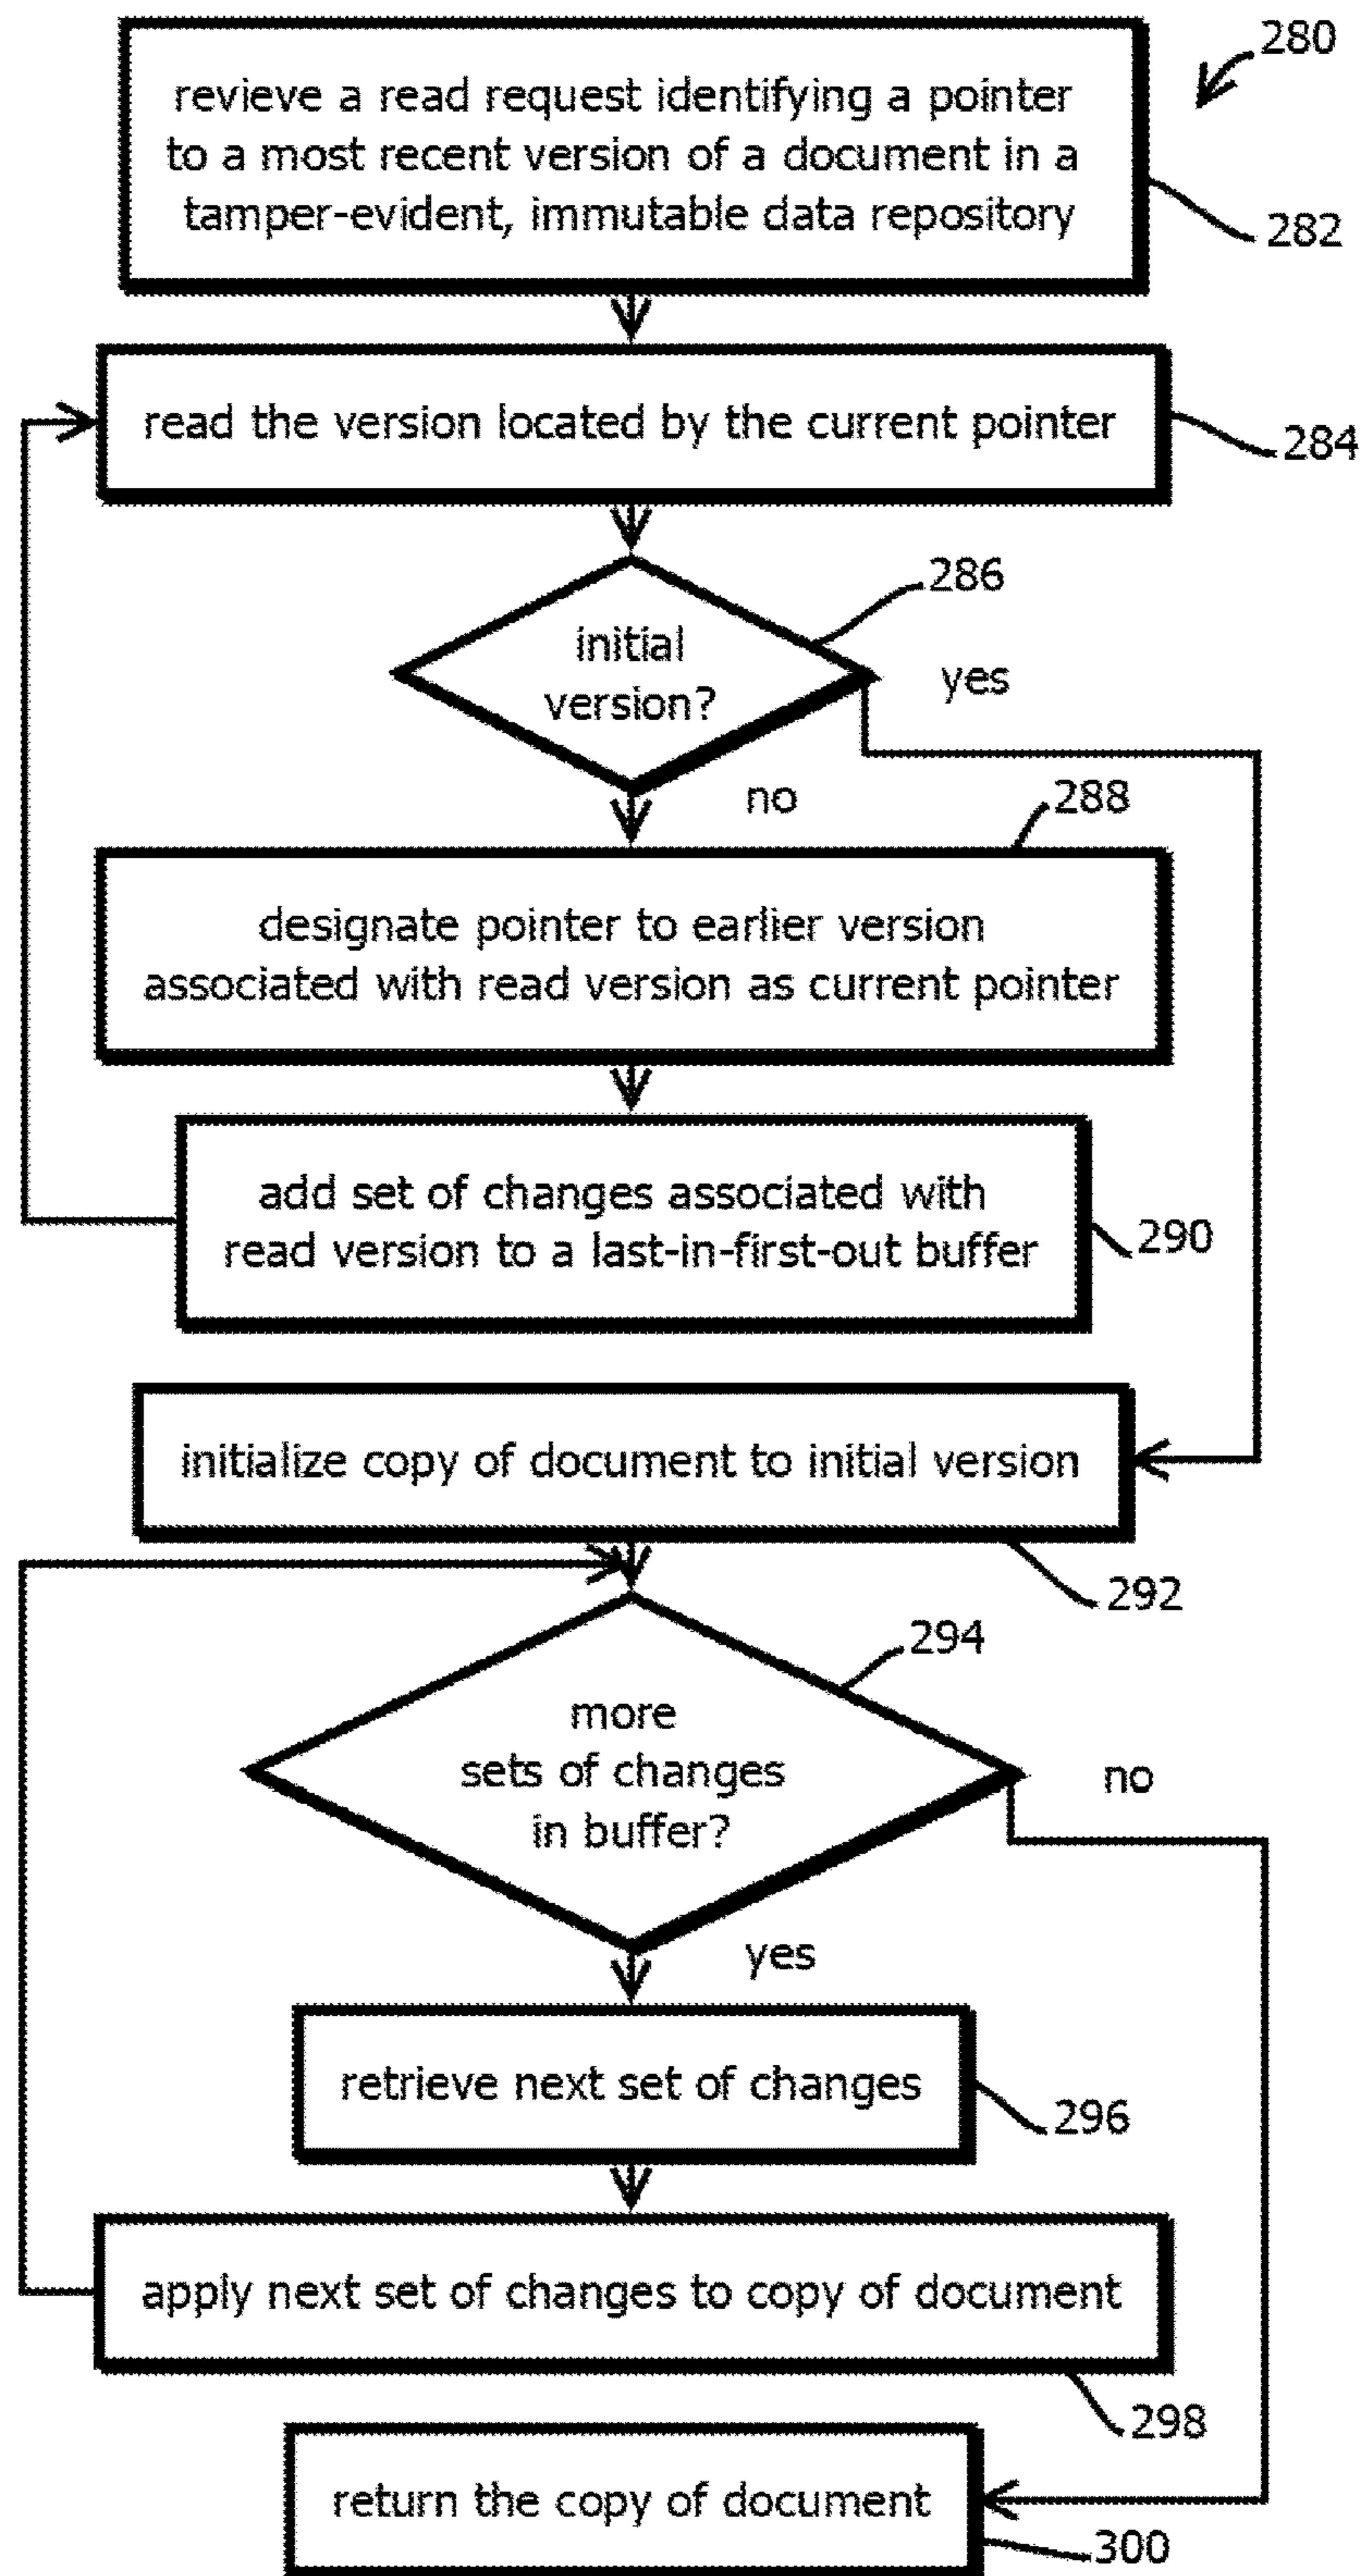 280
revieve a read request identifying a pointer
to a most recent version of a document in a
tamper-evident, immutable data repository
282
read the version located by the current pointer
284
286
initial
version?
yes
no
288
designate pointer to earlier version
associated with read version as current pointer
add set of changes associated with
read version to a last-in-first-out buffer
290
initialize copy of document to initial version
292
294
more
sets of changes
in buffer?
no
yes
retrieve next set of changes
296
apply next set of changes to copy of document
298
return the copy of document
300